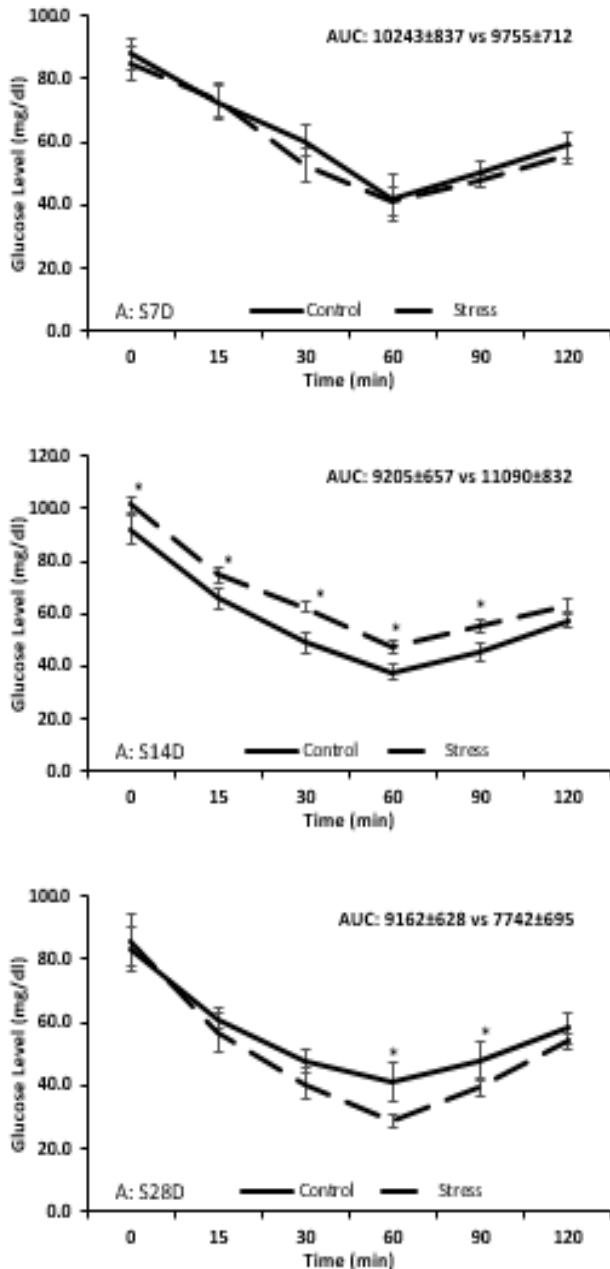 AUC: 10243±837 vs 9755±712
100.0
80.0
60.0
40.0
20.0
0.0
Glucose Level (mg/dl)
A: S7D
Control
Stress
0 15 30 60 90 120
Time (min)
AUC: 9205±657 vs 11090±832
120.0
100.0
80.0
60.0
40.0
20.0
0.0
Glucose Level (mg/dl)
* * * * *
A: S14D
Control
Stress
0 15 30 60 90 120
Time (min)
AUC: 9162±628 vs 7742±695
100.0
80.0
60.0
40.0
20.0
0.0
Glucose Level (mg/dl)
* *
A: S28D
Control
Stress
0 15 30 60 90 120
Time (min)